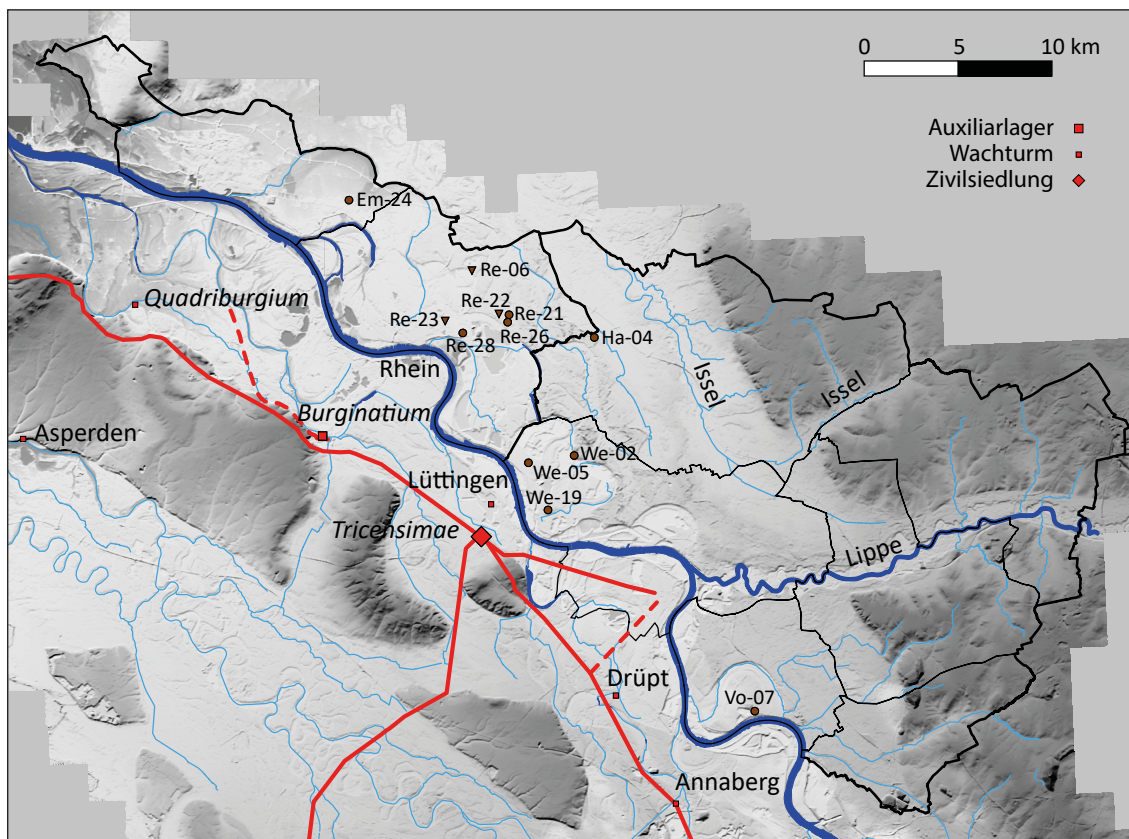 0 5 10 km
Auxiliarlager
Wachturm
Zivilsiedlung
Em-24
Re-06
Quadriburgium
Re-22
Re-21
Re-23
Re-26
Re-28
Ha-04
Rhein
Issel
Issel
Burginatium
Asperden
We-02
We-05
Lüttingen
We-19
Tricensimae
Lippe
Drüpt
Vo-07
Annaberg